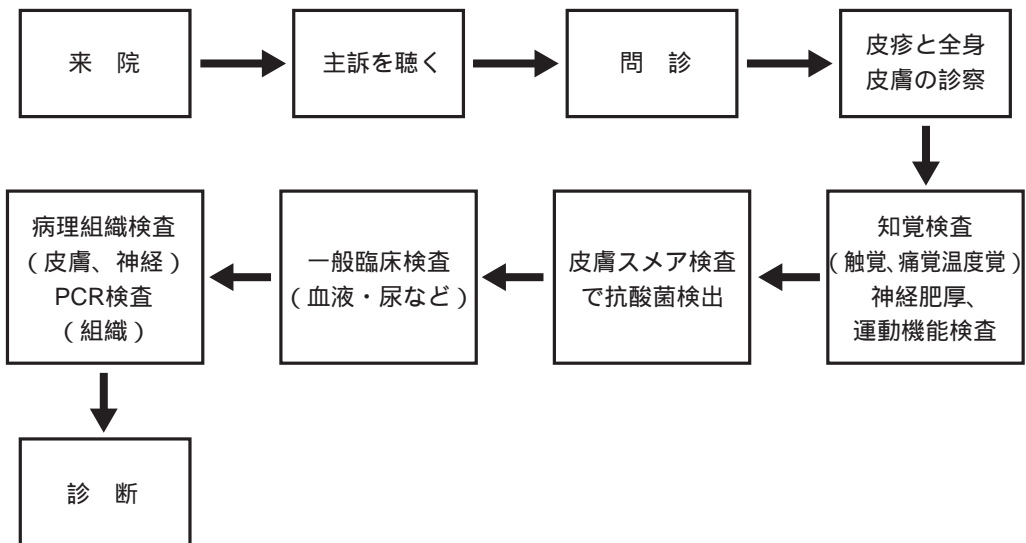 来 院
主訴を聴く
問 診
皮疹と全身
皮膚の診察
知覚検査
(触覚、痛覚温度覚)
神経肥厚、
運動機能検査
皮膚スメア検査
で抗酸菌検出
一般臨床検査
(血液・尿など)
病理組織検査
(皮膚、神経)
PCR検査
(組織)
診 断